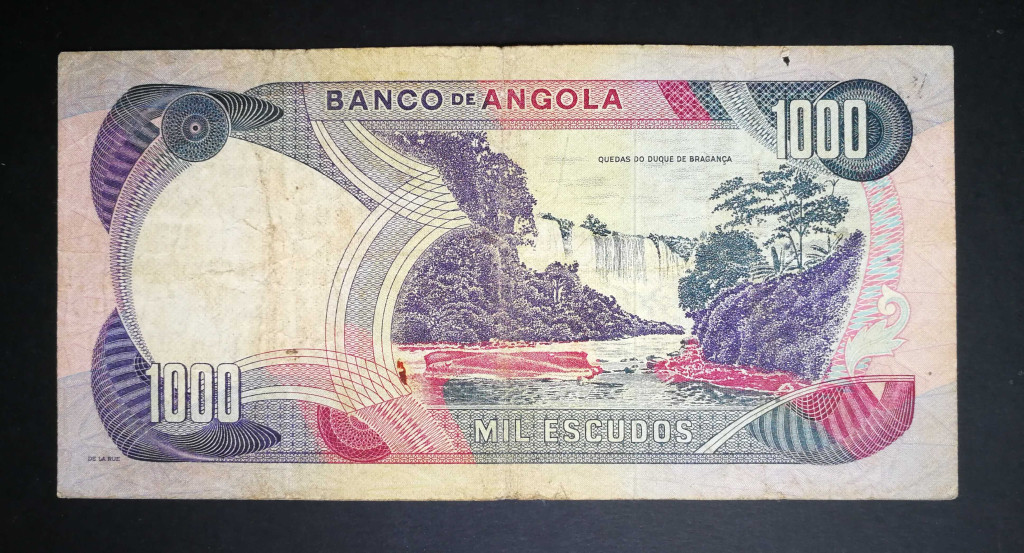 BANCO DE ANGOLA
1000
QUEDAS DO DUQUE DE BRAGANÇA
1000
MIL ESCUDOS
DE LA RUE